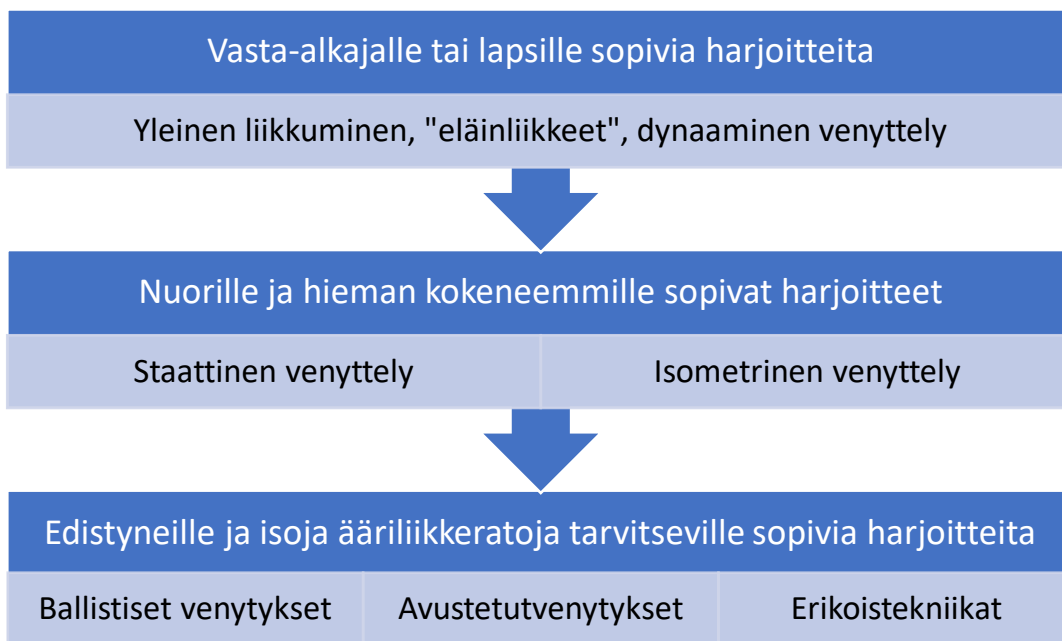 Vasta-alkajalle tai lapsille sopivia harjoitteita
Yleinen liikkuminen, "eläinliikkeet", dynaaminen venyttely
Nuorille ja hieman kokeneemmille sopivat harjoitteet
Staattinen venyttely
Isometrinen venyttely
Edistyneille ja isoja ääriliikkeratoja tarvitseville sopivia harjoitteita
Ballistiset venytykset
Avustetutvenytykset
Erikoistekniikat